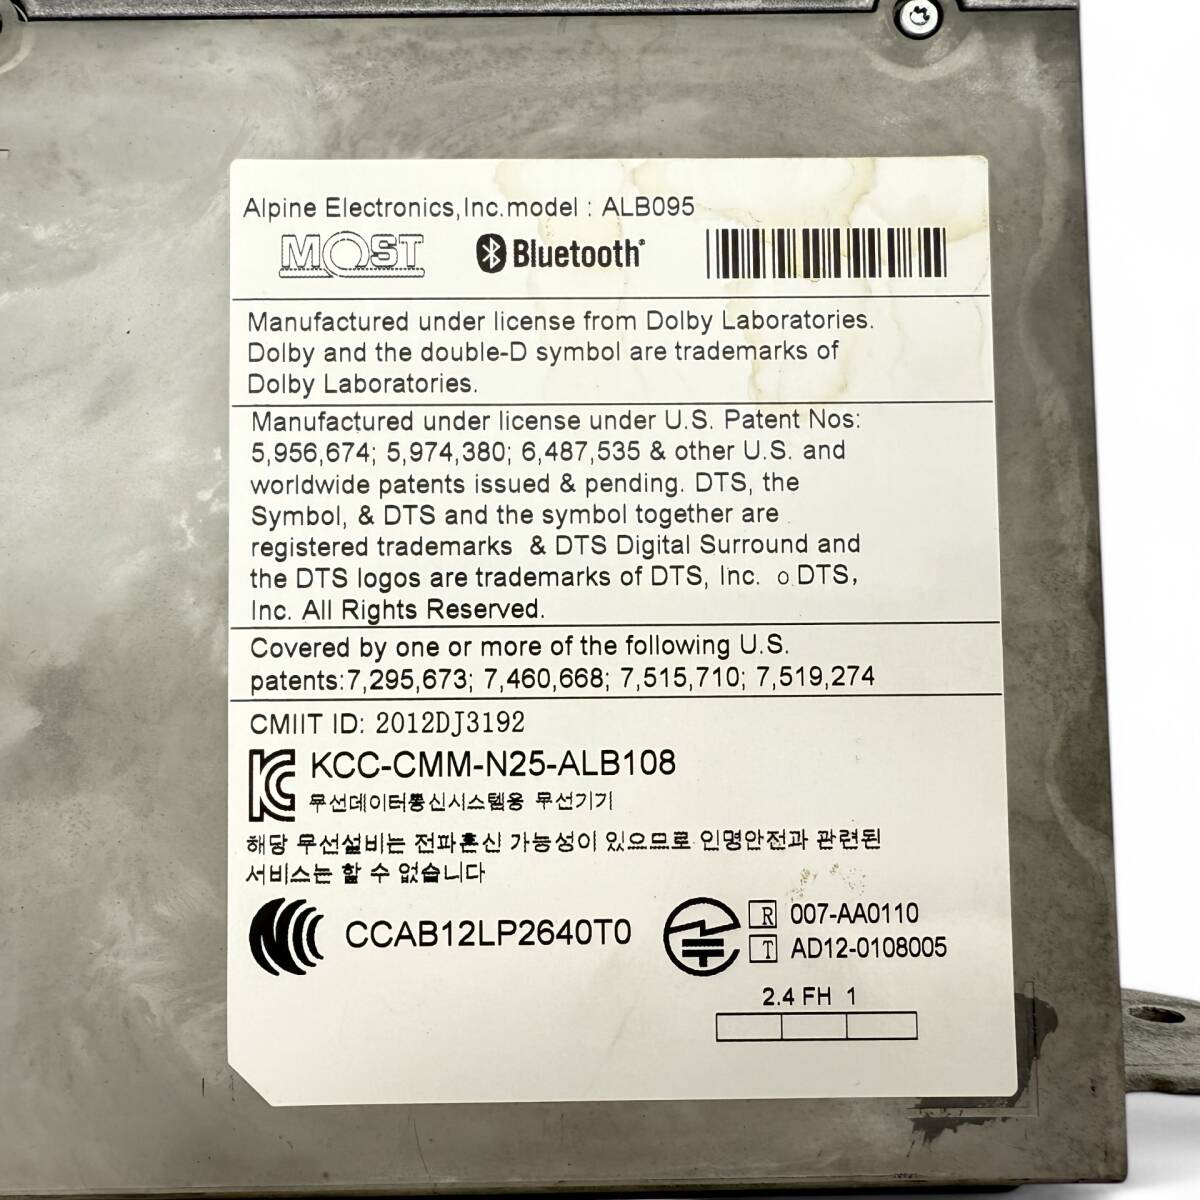 Alpine Electronics,Inc.model : ALB095
MOST Bluetooth
Manufactured under license from Dolby Laboratories.
Dolby and the double-D symbol are trademarks of
Dolby Laboratories.
Manufactured under license under U.S. Patent Nos:
5,956,674; 5,974,380; 6,487,535 & other U.S. and
worldwide patents issued & pending. DTS, the
Symbol, & DTS and the symbol together are
registered trademarks & DTS Digital Surround and
the DTS logos are trademarks of DTS, Inc. o DTS,
Inc. All Rights Reserved.
Covered by one or more of the following U.S.
patents:7,295,673; 7,460,668; 7,515,710; 7,519,274
CMIIT ID: 2012DJ3192
KCC-CMM-N25-ALB108
무선데이터통신시스템용 무선기기
해당 무선설비는 전파혼신 가능성이 있으므로 인명안전과 관련된
서비스는 할 수 없습니다
CCAB12LP2640T0
R 007-AA0110
T AD12-0108005
2.4 FH 1